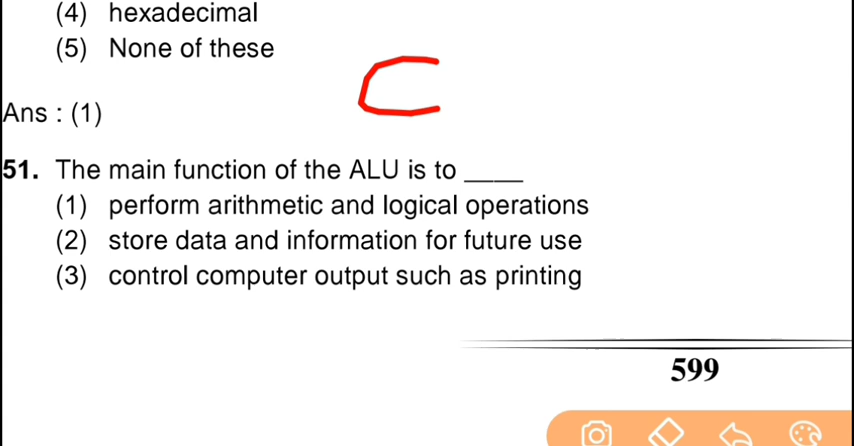 (4) hexadecimal
(5) None of these
C
Ans : (1)
51. The main function of the ALU is to ____
(1) perform arithmetic and logical operations
(2) store data and information for future use
(3) control computer output such as printing
599